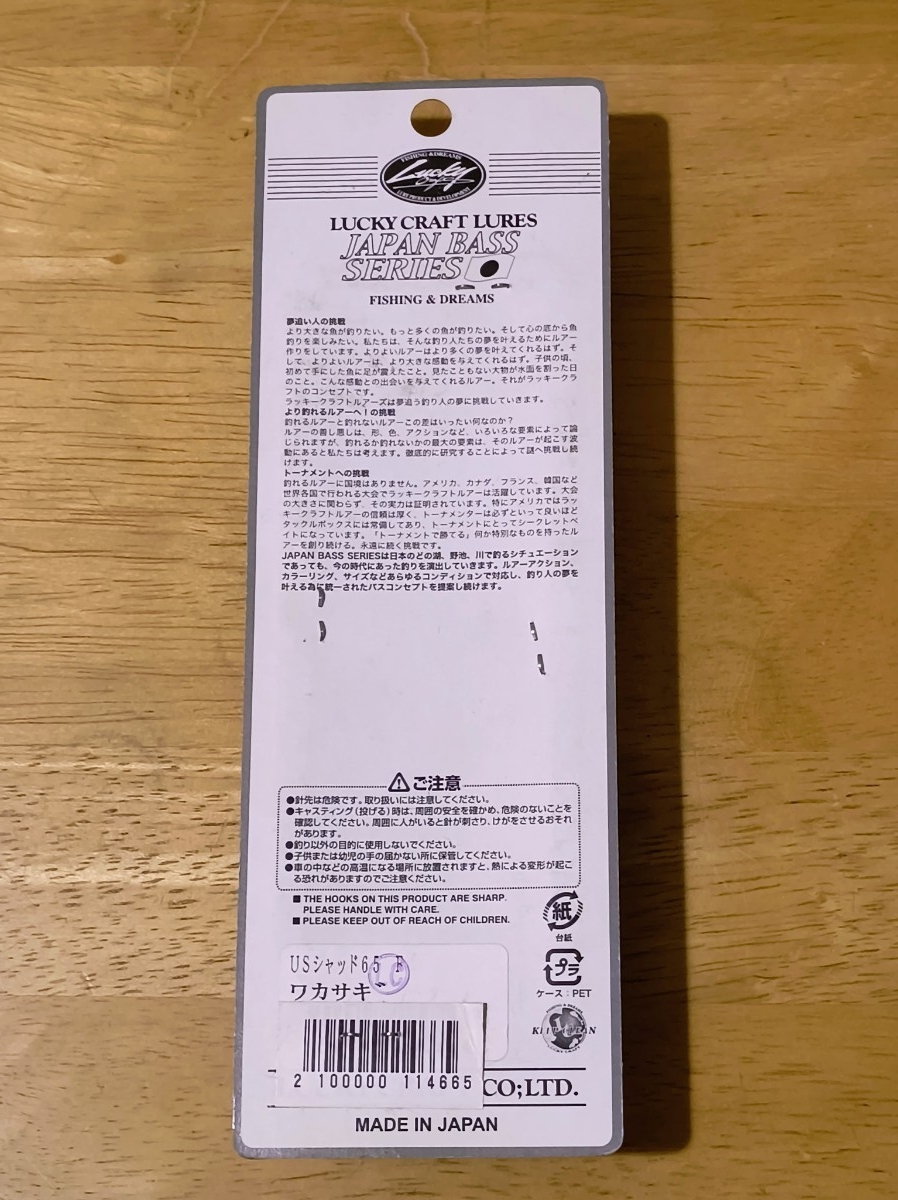 FISHING & DREAMS
Lucky
Craft
LURE PRODUCT & DEVELOPMENT
LUCKY CRAFT LURES
JAPAN BASS
SERIES
FISHING & DREAMS
夢追い人の挑戦
より大きな魚が釣りたい。もっと多くの魚が釣りたい。そして心の底から魚
釣りを楽しみたい。私たちは、そんな釣り人たちの夢を叶えるためにルアー
作りをしています。よりよいルアーはより多くの夢を叶えてくれるはず。そ
して、よりよいルアーは、より大きな感動を与えてくれるはず。子供の頃、
初めて手にした魚に足が震えたこと。見たこともない大物が水面を割った日
のこと。こんな感動との出会いを与えてくれるルアー。それがラッキークラ
フトのコンセプトです。
ラッキークラフトルアーズは夢追う釣り人の夢に挑戦していきます。
より釣れるルアーへ!の挑戦
釣れるルアーと釣れないルアーこの差はいったい何なのか?
ルアーの善し悪しは、形、色、アクションなど、いろいろな要素によって論
じられますが、釣れるか釣れないかの最大の要素は、そのルアーが起こす波
動にあると私たちは考えます。徹底的に研究することによって謎へ挑戦し続
けます。
トーナメントへの挑戦
釣れるルアーに国境はありません。アメリカ、カナダ、フランス、韓国など
世界各国で行われる大会でラッキークラフトルアーは活躍しています。大会
の大きさに関わらず、その実力は証明されています。特にアメリカではラッ
キークラフトルアーの信頼は厚く、トーナメンターは必ずといって良いほど
タックルボックスには常備してあり、トーナメントにとってシークレットベ
イトになっています。「トーナメントで勝てる」何か特別なものを持ったル
アーを創り続ける。永遠に続く挑戦です。
JAPAN BASS SERIESは日本のどの湖、野池、川で釣るシチュエーション
であっても、今の時代にあった釣りを演出していきます。ルアーアクション、
カラーリング、サイズなどあらゆるコンディションで対応し、釣り人の夢を
叶える為に統一されたバスコンセプトを提案し続けます。
ご注意
●針先は危険です。取り扱いには注意してください。
●キャスティング(投げる)時は、周囲の安全を確かめ、危険のないことを
確認してください。周囲に人がいると針が刺さり、けがをさせるおそれ
があります。
●釣り以外の目的に使用しないでください。
●子供または幼児の手の届かない所に保管してください。
●車の中などの高温になる場所に放置されますと、熱による変形が起こ
る恐れがありますのでご注意ください。
■ THE HOOKS ON THIS PRODUCT ARE SHARP.
PLEASE HANDLE WITH CARE.
■ PLEASE KEEP OUT OF REACH OF CHILDREN.
紙
台紙
プラ
ケース:PET
USシャッド65 F
ワカサギ
2 100000 114665
CO;LTD.
MADE IN JAPAN